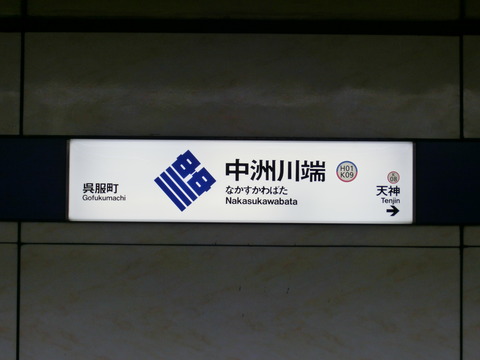 呉服町
Gofukumachi
中洲川端
なかすかわばた
Nakasukawabata
H01
K09
K
08
天神
Tenjin